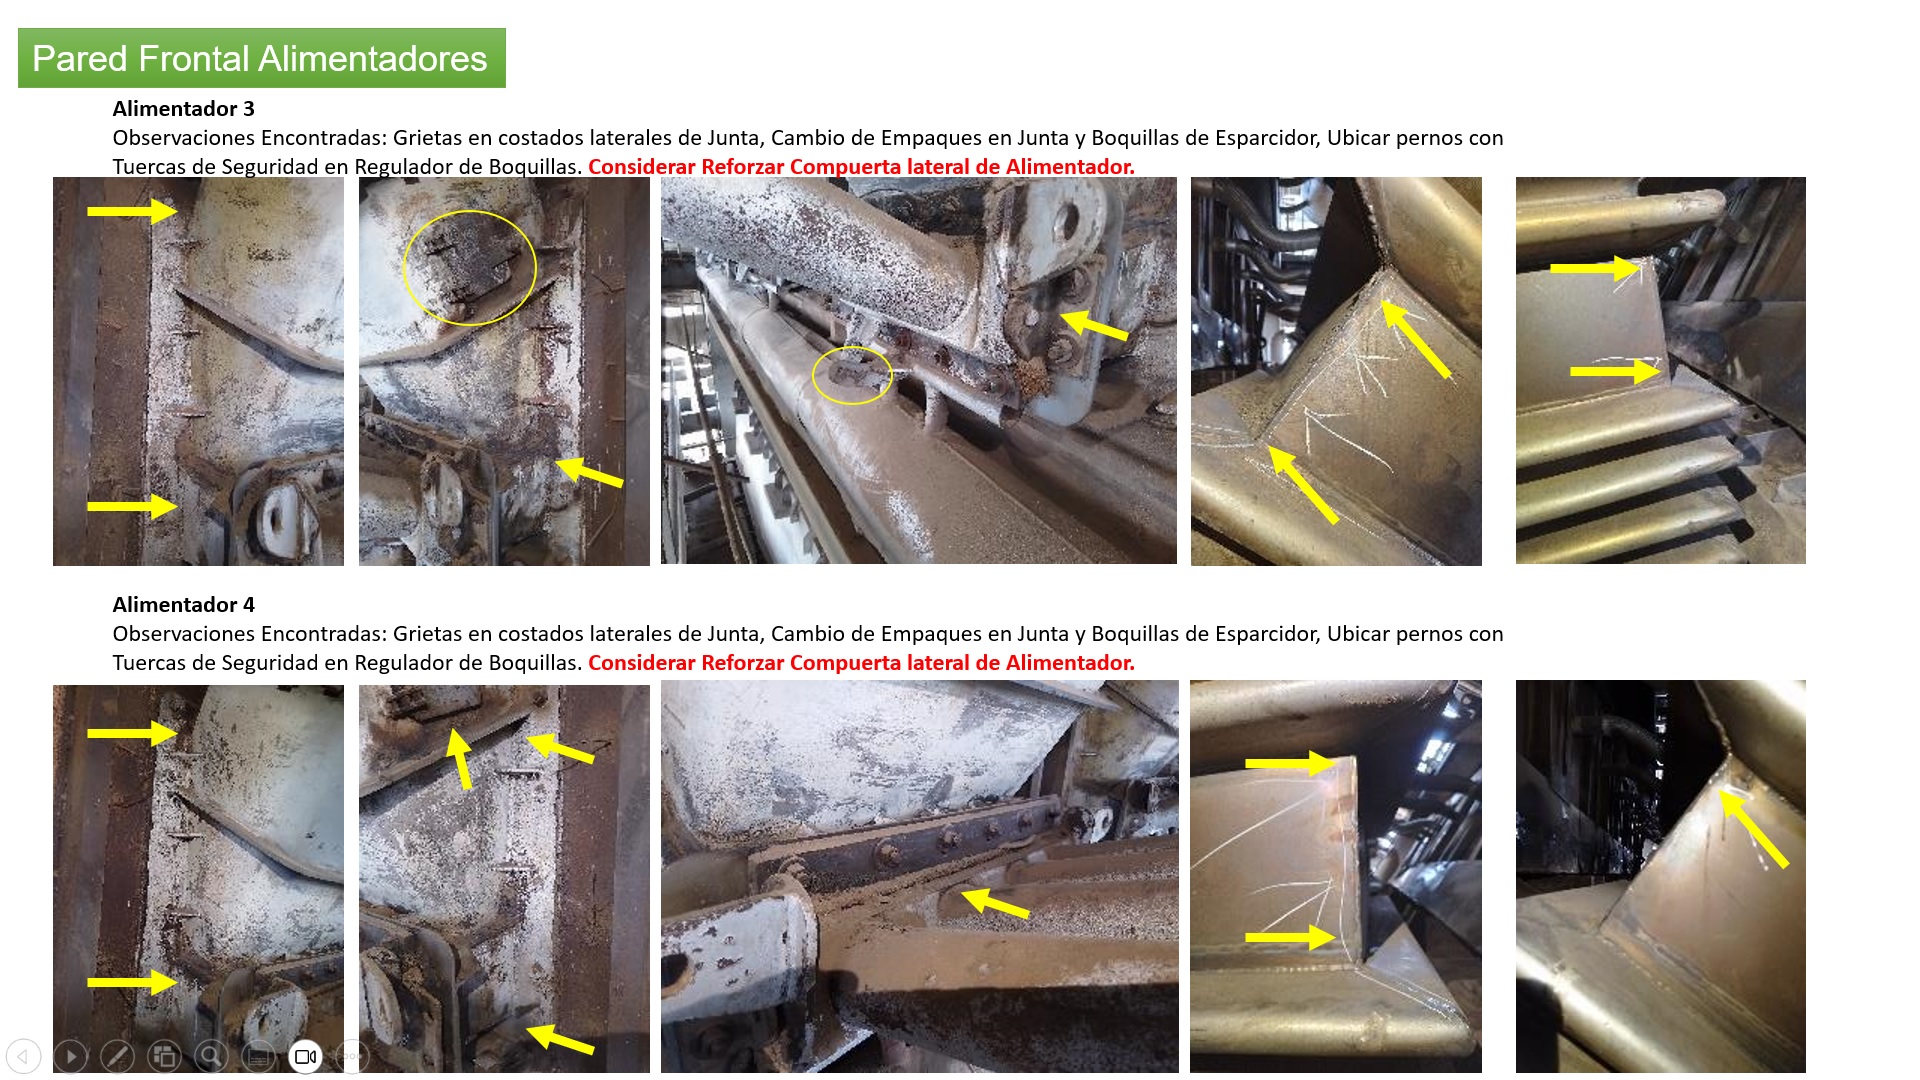 Pared Frontal Alimentadores
Alimentador 3
Observaciones Encontradas: Grietas en costados laterales de Junta, Cambio de Empaques en Junta y Boquillas de Esparcidor, Ubicar pernos con
Tuercas de Seguridad en Regulador de Boquillas. Considerar Reforzar Compuerta lateral de Alimentador.
Alimentador 4
Observaciones Encontradas: Grietas en costados laterales de Junta, Cambio de Empaques en Junta y Boquillas de Esparcidor, Ubicar pernos con
Tuercas de Seguridad en Regulador de Boquillas. Considerar Reforzar Compuerta lateral de Alimentador.